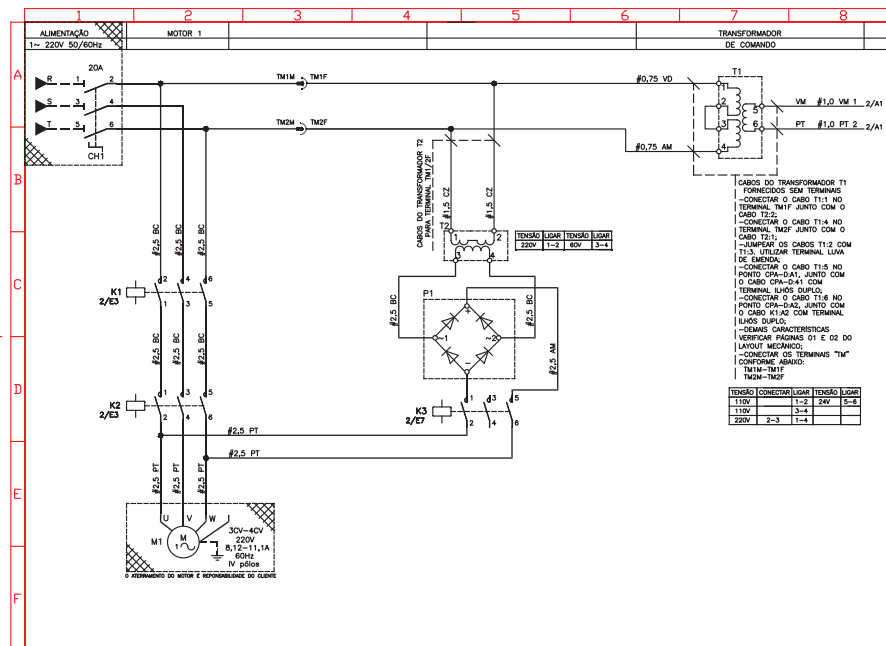 1 2 3 4 5 6 7 8
ALIMENTAÇÃO
1~ 220V 50/60Hz
MOTOR 1
TRANSFORMADOR
DE COMANDO
A
B
C
D
E
F
20A
R 1 2
S 3 4
T 5 6
CH1
TM1M TM1F
TM2M TM2F
#0,75 VD
#0,75 AM
T1
1
2
3
4
5
6
VM #1,0 VM 1 2/A1
PT #1,0 PT 2 2/A1
CABOS DO TRANSFORMADOR T2
PARA TERMINAL TM1/2F
#1,5 CZ
#1,5 CZ
T2
1 2
3 4
TENSÃO LIGAR TENSÃO LIGAR
220V 1-2 60V 3-4
CABOS DO TRANSFORMADOR T1
FORNECIDOS SEM TERMINAIS
-CONECTAR O CABO T1:1 NO
TERMINAL TM1F JUNTO COM O
CABO T2:2;
-CONECTAR O CABO T1:4 NO
TERMINAL TM2F JUNTO COM O
CABO T2:1;
-JUMPEAR OS CABOS T1:2 COM
T1:3. UTILIZAR TERMINAL LUVA
DE EMENDA;
-CONECTAR O CABO T1:5 NO
PONTO CPA-D:A1, JUNTO COM
O CABO CPA-D:41 COM
TERMINAL ILHÓS DUPLO;
-CONECTAR O CABO T1:6 NO
PONTO CPA-D:A2, JUNTO COM
O CABO K1:A2 COM TERMINAL
ILHÓS DUPLO;
-DEMAIS CARACTERÍSTICAS
VERIFICAR PÁGINAS 01 E 02 DO
LAYOUT MECÂNICO;
-CONECTAR OS TERMINAIS "TM"
CONFORME ABAIXO:
TM1M-TM1F
TM2M-TM2F
TENSÃO CONECTAR LIGAR TENSÃO LIGAR
110V 1-2 24V 5-6
110V 3-4
220V 2-3 1-4
#2,5 BC
#2,5 BC
#2,5 BC
K1
2/E3
2 4 6
1 3 5
#2,5 BC
#2,5 BC
#2,5 BC
K2
2/E3
1 3 5
2 4 6
#2,5 BC
#2,5 BC
P1
+
~1 ~2
-
#2,5 AM
K3
2/E7
1 3 5
2 4 6
#2,5 PT
#2,5 PT
#2,5 PT
#2,5 PT
#2,5 PT
U V W
M1
M
1
3CV-4CV
220V
8,12-11,1A
60Hz
IV pólos
O ATERRAMENTO DO MOTOR É REPONSABILIDADE DO CLIENTE